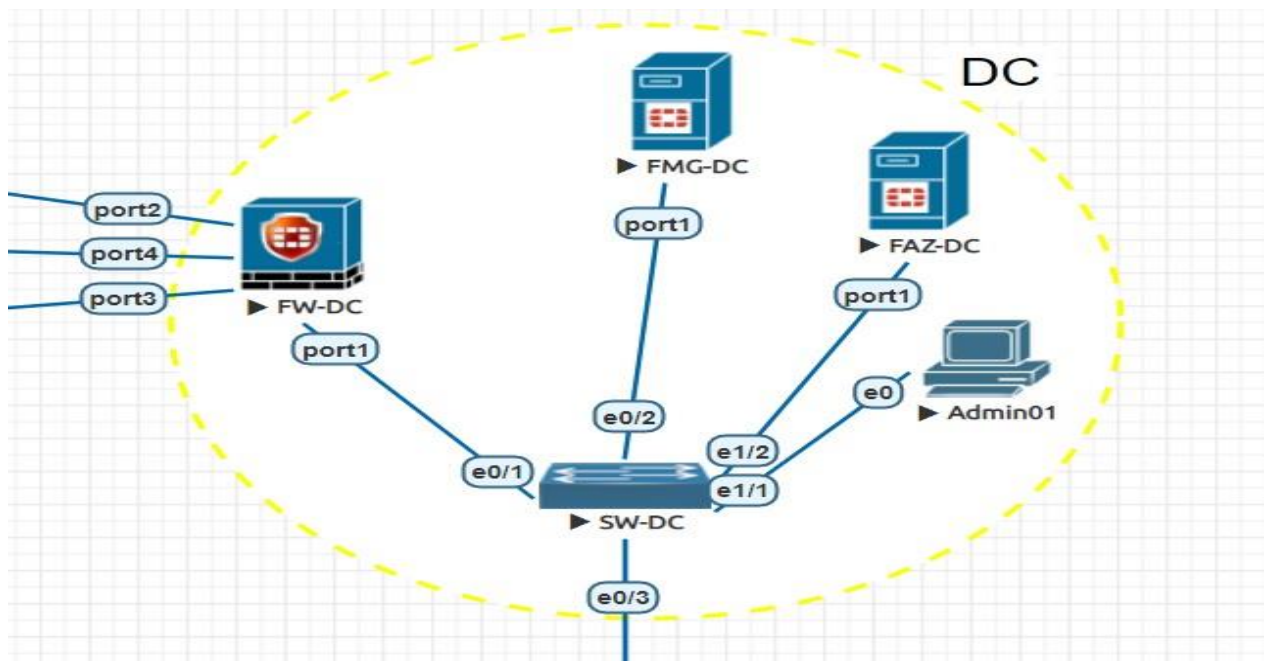 DC
FMG-DC
port1
FAZ-DC
port1
port2
port4
port3
FW-DC
port1
e0
Admin01
e0/2
e0/1
e1/2
e1/1
SW-DC
e0/3